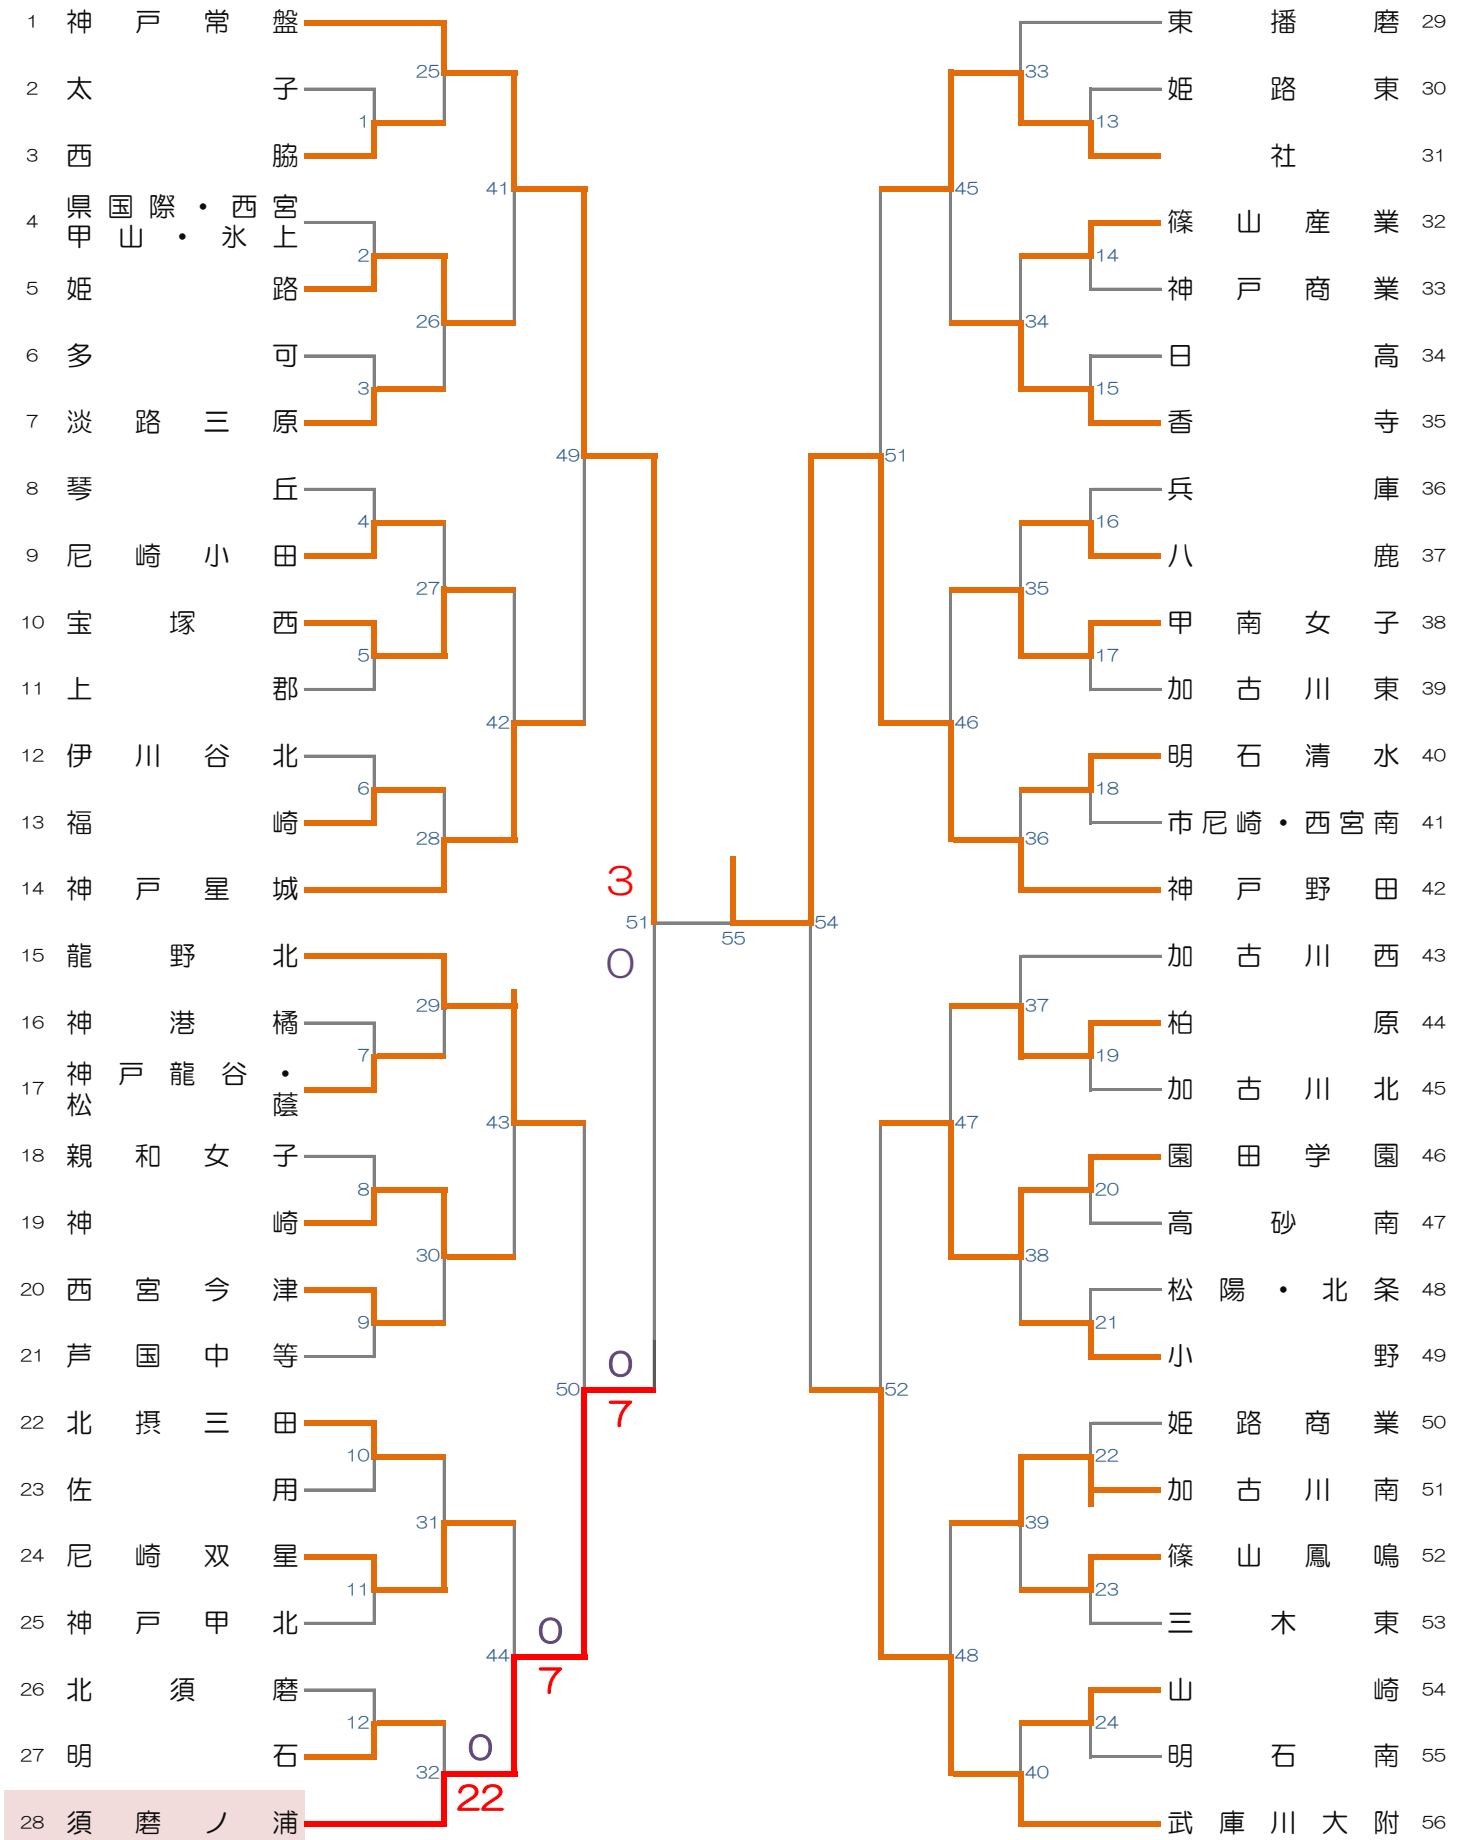 1 神戸常盤
2 太子
3 西脇
4 県国際・西宮
甲山・氷上
5 姫路
6 多可
7 淡路三原
8 琴丘
9 尼崎小田
10 宝塚西
11 上郡
12 伊川谷北
13 福崎
14 神戸星城
15 龍野北
16 神港橘
17 神戸龍谷・
松蔭
18 親和女子
19 神崎
20 西宮今津
21 芦国中等
22 北摂三田
23 佐用
24 尼崎双星
25 神戸甲北
26 北須磨
27 明石
28 須磨ノ浦
1
2
3
4
5
6
7
8
9
10
11
12
25
26
27
28
29
30
31
32
22
0
41
42
43
44
0
7
49
50
0
7
3
51
0
55
54
51
52
45
46
47
48
33
34
35
36
37
38
39
40
13
14
15
16
17
18
19
20
21
22
23
24
東播磨 29
姫路東 30
社 31
篠山産業 32
神戸商業 33
日高 34
香寺 35
兵庫 36
八鹿 37
甲南女子 38
加古川東 39
明石清水 40
市尼崎・西宮南 41
神戸野田 42
加古川西 43
柏原 44
加古川北 45
園田学園 46
高砂南 47
松陽・北条 48
小野 49
姫路商業 50
加古川南 51
篠山鳳鳴 52
三木東 53
山崎 54
明石南 55
武庫川大附 56